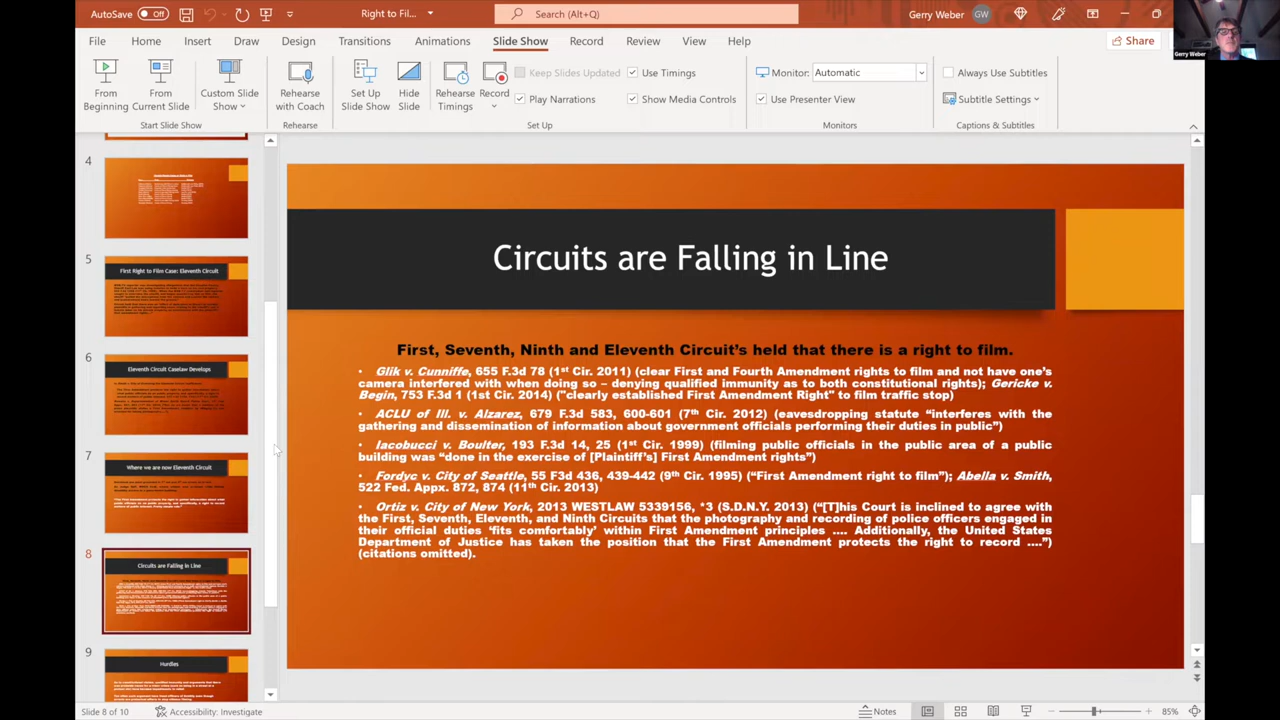 AutoSave Off Right to Fil... Search (Alt+Q) Gerry Weber GW
Gerry Weber
File Home Insert Draw Design Transitions Animations Slide Show Record Review View Help Share
From Beginning From Current Slide Custom Slide Show Rehearse with Coach Set Up Slide Show Hide Slide Rehearse Timings Record
Keep Slides Updated Use Timings Monitor: Automatic Always Use Subtitles
Play Narrations Show Media Controls Use Presenter View Subtitle Settings
Start Slide Show Rehearse Set Up Monitors Captions & Subtitles
4
5
First Right to Film Case: Eleventh Circuit
6
Eleventh Circuit Caselaw Develops
7
Where we are now Eleventh Circuit
8
Circuits are Falling in Line
9
Hurdles
Circuits are Falling in Line
First, Seventh, Ninth and Eleventh Circuit's held that there is a right to film.
• Glik v. Cunniffe, 655 F.3d 78 (1st Cir. 2011) (clear First and Fourth Amendment rights to film and not have one's
camera interfered with when doing so – denying qualified immunity as to both constitutional rights); Gericke v.
Begin, 753 F.3d 1 (1st Cir. 2014) ("clearly established First Amendment Right" to film traffic stop)
• ACLU of Ill. v. Alzarez, 679 F.3d 583, 600-601 (7th Cir. 2012) (eavesdropping statute “interferes with the
gathering and dissemination of information about government officials performing their duties in public”)
• Iacobucci v. Boulter, 193 F.3d 14, 25 (1st Cir. 1999) (filming public officials in the public area of a public
building was “done in the exercise of [Plaintiff's] First Amendment rights”)
• Fordyc v. City of Seattle, 55 F3d 436, 439-442 (9th Cir. 1995) (“First Amendment right to film”); Abella v. Smith,
522 Fed. Appx. 872, 874 (11th Cir. 2013)
• Ortiz v. City of New York, 2013 WESTLAW 5339156, *3 (S.D.N.Y. 2013) (“[T]his Court is inclined to agree with
the First, Seventh, Eleventh, and Ninth Circuits that the photography and recording of police officers engaged in
their official duties ‘fits comfortably’ within First Amendment principles .... Additionally, the United States
Department of Justice has taken the position that the First Amendment protects the right to record ....”)
(citations omitted).
Slide 8 of 10 Accessibility: Investigate Notes 85%